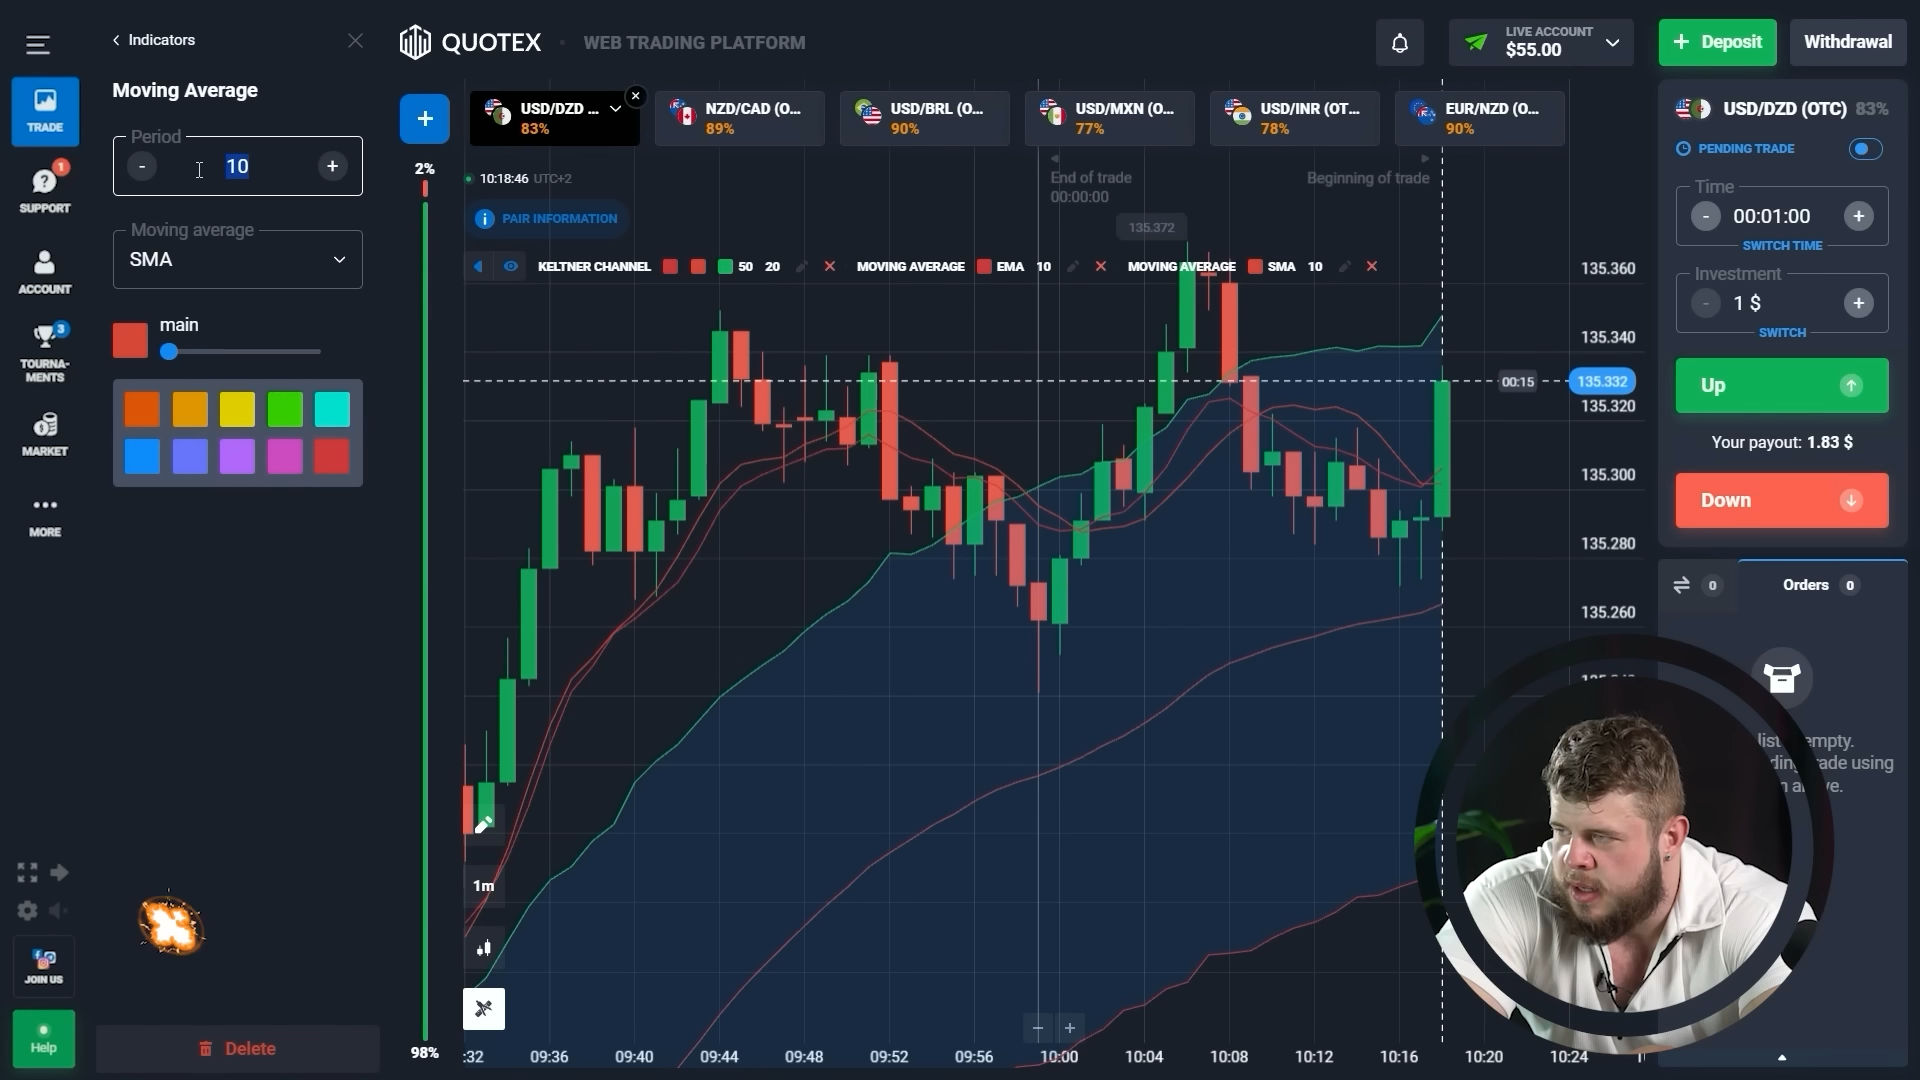 Indicators
QUOTEX
WEB TRADING PLATFORM
LIVE ACCOUNT
$55.00
+ Deposit
Withdrawal
TRADE
1
SUPPORT
ACCOUNT
3
TOURNA-
MENTS
MARKET
MORE
JOIN US
Help
Moving Average
Period
- 10 +
Moving average
SMA
main
Delete
+
USD/DZD ...
83%
NZD/CAD (O...
89%
USD/BRL (O...
90%
USD/MXN (O...
77%
USD/INR (OT...
78%
EUR/NZD (O...
90%
2%
98%
10:18:46 UTC+2
PAIR INFORMATION
End of trade
00:00:00
Beginning of trade
135.372
KELTNER CHANNEL 50 20 MOVING AVERAGE EMA 10 MOVING AVERAGE SMA 10
135.360
135.340
00:15
135.332
135.320
135.300
135.280
135.260
1m
- +
:32 09:36 09:40 09:44 09:48 09:52 09:56 10:00 10:04 10:08 10:12 10:16 10:20 10:24
USD/DZD (OTC) 83%
PENDING TRADE
Time
- 00:01:00 +
SWITCH TIME
Investment
- 1 $ +
SWITCH
Up
Your payout: 1.83 $
Down
0
Orders 0
list
empty.
using